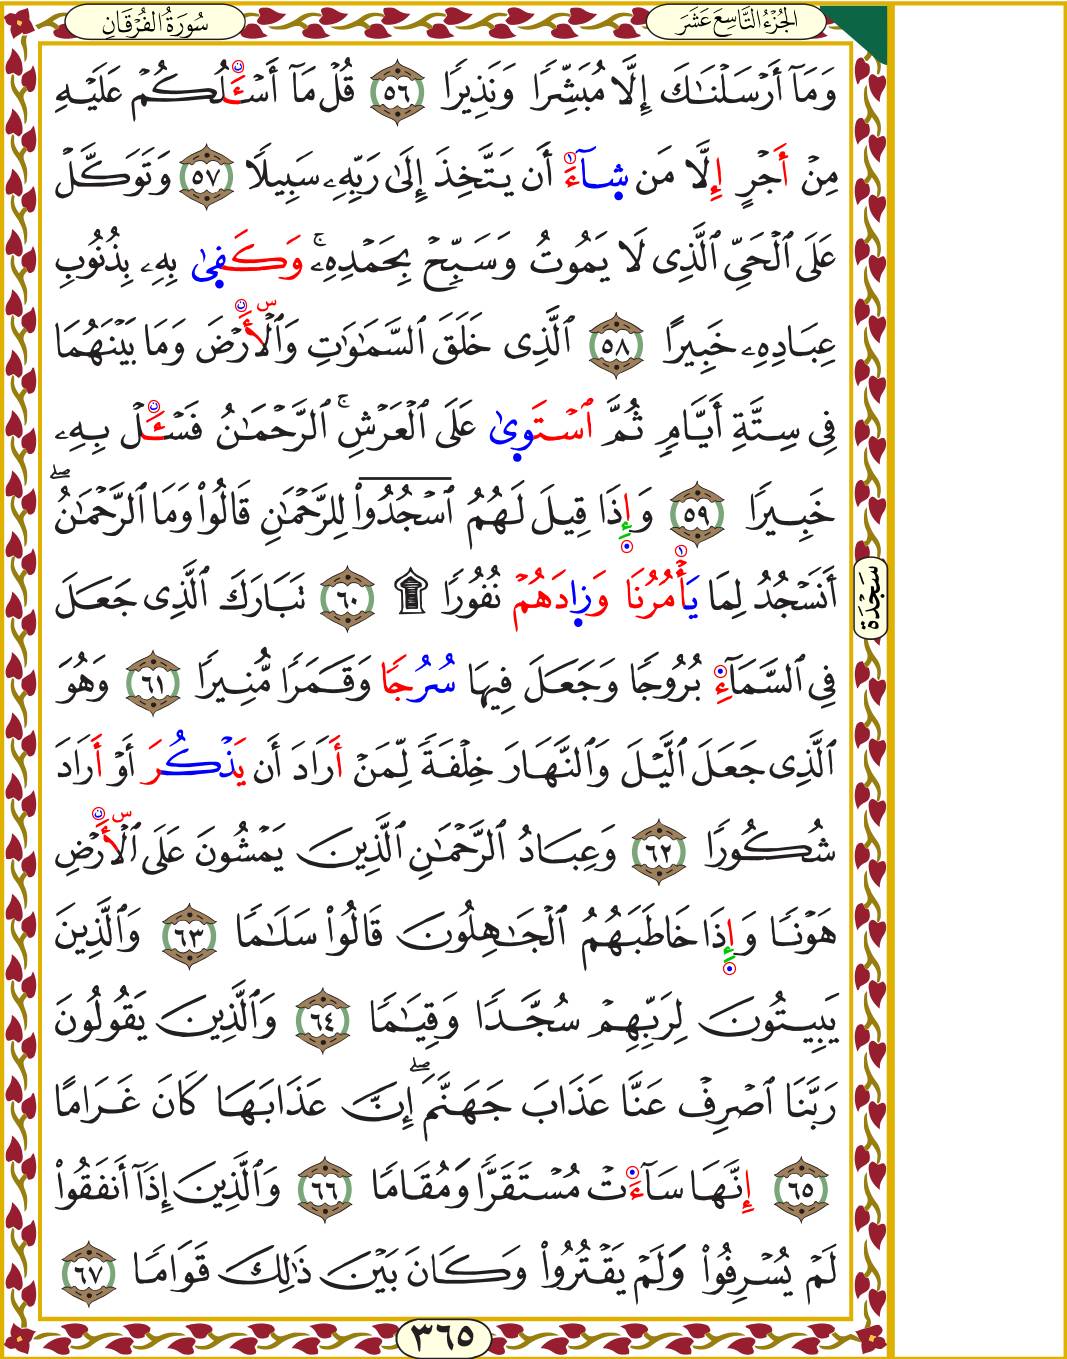 الجُزْءُ التَّاسِعَ عَشَرَ
سُورَةُ الفُرْقَانِ
وَمَآ أَرْسَلْنَـٰكَ إِلَّا مُبَشِّرًا وَنَذِيرًا ٥٦ قُلْ مَآ أَسْـَٔلُكُمْ عَلَيْهِ
مِنْ أَجْرٍ إِلَّا مَن شَآءَ أَن يَتَّخِذَ إِلَىٰ رَبِّهِۦ سَبِيلًا ٥٧ وَتَوَكَّلْ
عَلَى ٱلْحَىِّ ٱلَّذِى لَا يَمُوتُ وَسَبِّحْ بِحَمْدِهِۦ ۚ وَكَفِىٰ بِهِۦ بِذُنُوبِ
عِبَادِهِۦ خَبِيرًا ٥٨ ٱلَّذِى خَلَقَ ٱلسَّمَـٰوَٰتِ وَٱلْأَرْضَ وَمَا بَيْنَهُمَا
فِى سِتَّةِ أَيَّامٍ ثُمَّ ٱسْتَوِىٰ عَلَى ٱلْعَرْشِ ۚ ٱلرَّحْمَـٰنُ فَسْـَٔلْ بِهِۦ
خَبِيرًا ٥٩ وَإِذَا قِيلَ لَهُمُ ٱسْجُدُوا۟ لِلرَّحْمَـٰنِ قَالُوا۟ وَمَا ٱلرَّحْمَـٰنُ ۖ
أَنَسْجُدُ لِمَا يَأْمُرُنَا وَزِادَهُمْ نُفُورًا ۩ ٦٠ تَبَارَكَ ٱلَّذِى جَعَلَ
سَجْدَة
فِى ٱلسَّمَآءِ بُرُوجًا وَجَعَلَ فِيهَا سُرُجًا وَقَمَرًا مُّنِيرًا ٦١ وَهُوَ
ٱلَّذِى جَعَلَ ٱلَّيْلَ وَٱلنَّهَارَ خِلْفَةً لِّمَنْ أَرَادَ أَن يَذْكُرَ أَوْ أَرَادَ
شُكُورًا ٦٢ وَعِبَادُ ٱلرَّحْمَـٰنِ ٱلَّذِينَ يَمْشُونَ عَلَى ٱلْأَرْضِ
هَوْنًا وَإِذَا خَاطَبَهُمُ ٱلْجَـٰهِلُونَ قَالُوا۟ سَلَـٰمًا ٦٣ وَٱلَّذِينَ
يَبِيتُونَ لِرَبِّهِمْ سُجَّدًا وَقِيَـٰمًا ٦٤ وَٱلَّذِينَ يَقُولُونَ
رَبَّنَا ٱصْرِفْ عَنَّا عَذَابَ جَهَنَّمَ ۖ إِنَّ عَذَابَهَا كَانَ غَرَامًا
٦٥ إِنَّهَا سَآءَتْ مُسْتَقَرًّا وَمُقَامًا ٦٦ وَٱلَّذِينَ إِذَآ أَنفَقُوا۟
لَمْ يُسْرِفُوا۟ وَلَمْ يَقْتُرُوا۟ وَكَانَ بَيْنَ ذَٰلِكَ قَوَامًا ٦٧
٣٦٥